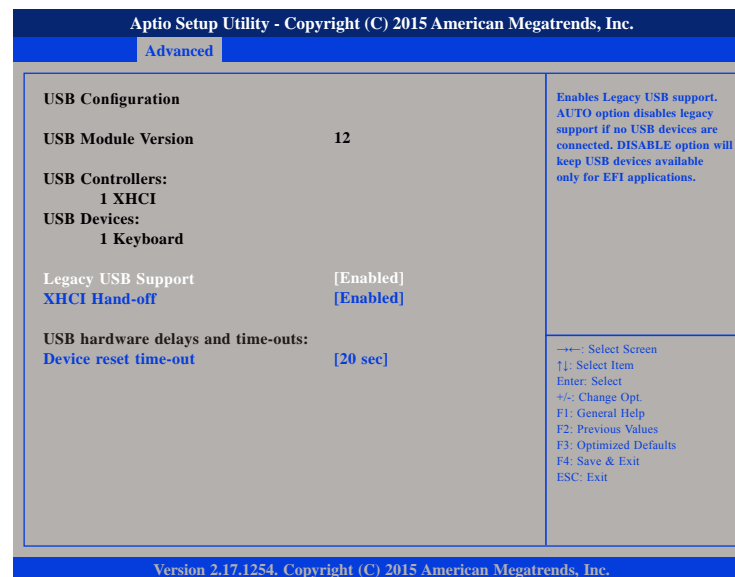 Aptio Setup Utility - Copyright (C) 2015 American Megatrends, Inc.
Advanced
USB Configuration
USB Module Version 12
USB Controllers:
1 XHCI
USB Devices:
1 Keyboard
Legacy USB Support [Enabled]
XHCI Hand-off [Enabled]
USB hardware delays and time-outs:
Device reset time-out [20 sec]
Enables Legacy USB support.
AUTO option disables legacy
support if no USB devices are
connected. DISABLE option will
keep USB devices available
only for EFI applications.
→←: Select Screen
↑↓: Select Item
Enter: Select
+/-: Change Opt.
F1: General Help
F2: Previous Values
F3: Optimized Defaults
F4: Save & Exit
ESC: Exit
Version 2.17.1254. Copyright (C) 2015 American Megatrends, Inc.